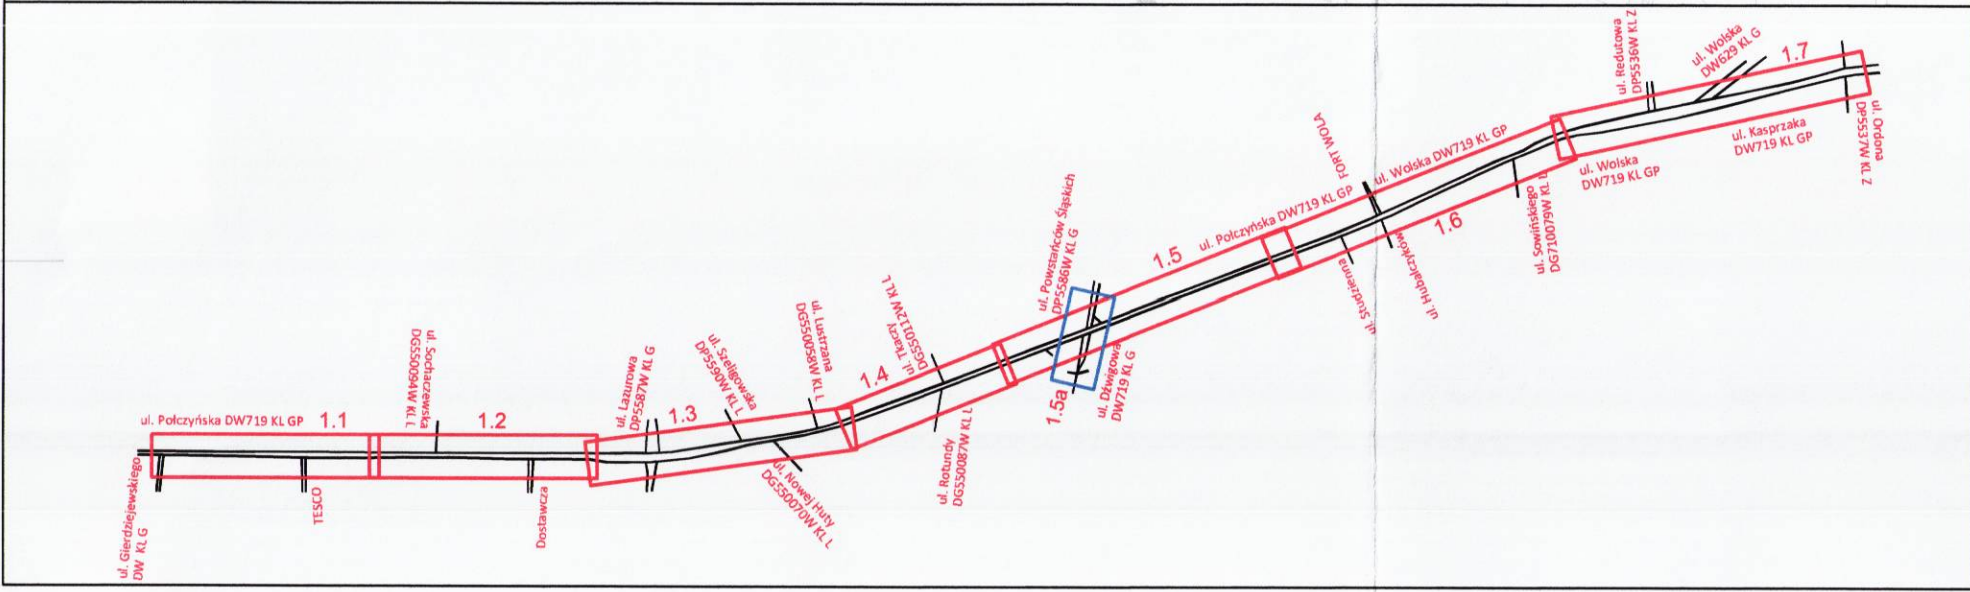 ul. Połczyńska DW719 KL GP
1.1
ul. Gierdziejewskiego
DW KL G
TESCO
ul. Sochaczewska
DG550094W KL L
1.2
Dostawcza
ul. Lazurowa
DP5587W KL G
1.3
ul. Szeligowska
DP5590W KL L
ul. Nowej Huty
DG550070W KL L
ul. Lustrzana
DG550058W KL L
1.4
ul. Tkaczy
DG550112W KL L
ul. Rotundy
DG550087W KL L
ul. Powstańców Śląskich
DP5586W KL G
1.5a
ul. Dźwigowa
DW719 KL G
1.5
ul. Połczyńska DW719 KL GP
FORT WOLA
ul. Wolska DW719 KL GP
ul. Studzienna
ul. Hubalczyków
1.6
ul. Sowińskiego
DG710079W KL D
ul. Wolska
DW719 KL GP
ul. Redutowa
DP5536W KL Z
ul. Wolska
DW629 KL G
1.7
ul. Kasprzaka
DW719 KL GP
ul. Ordona
DP5537W KL Z